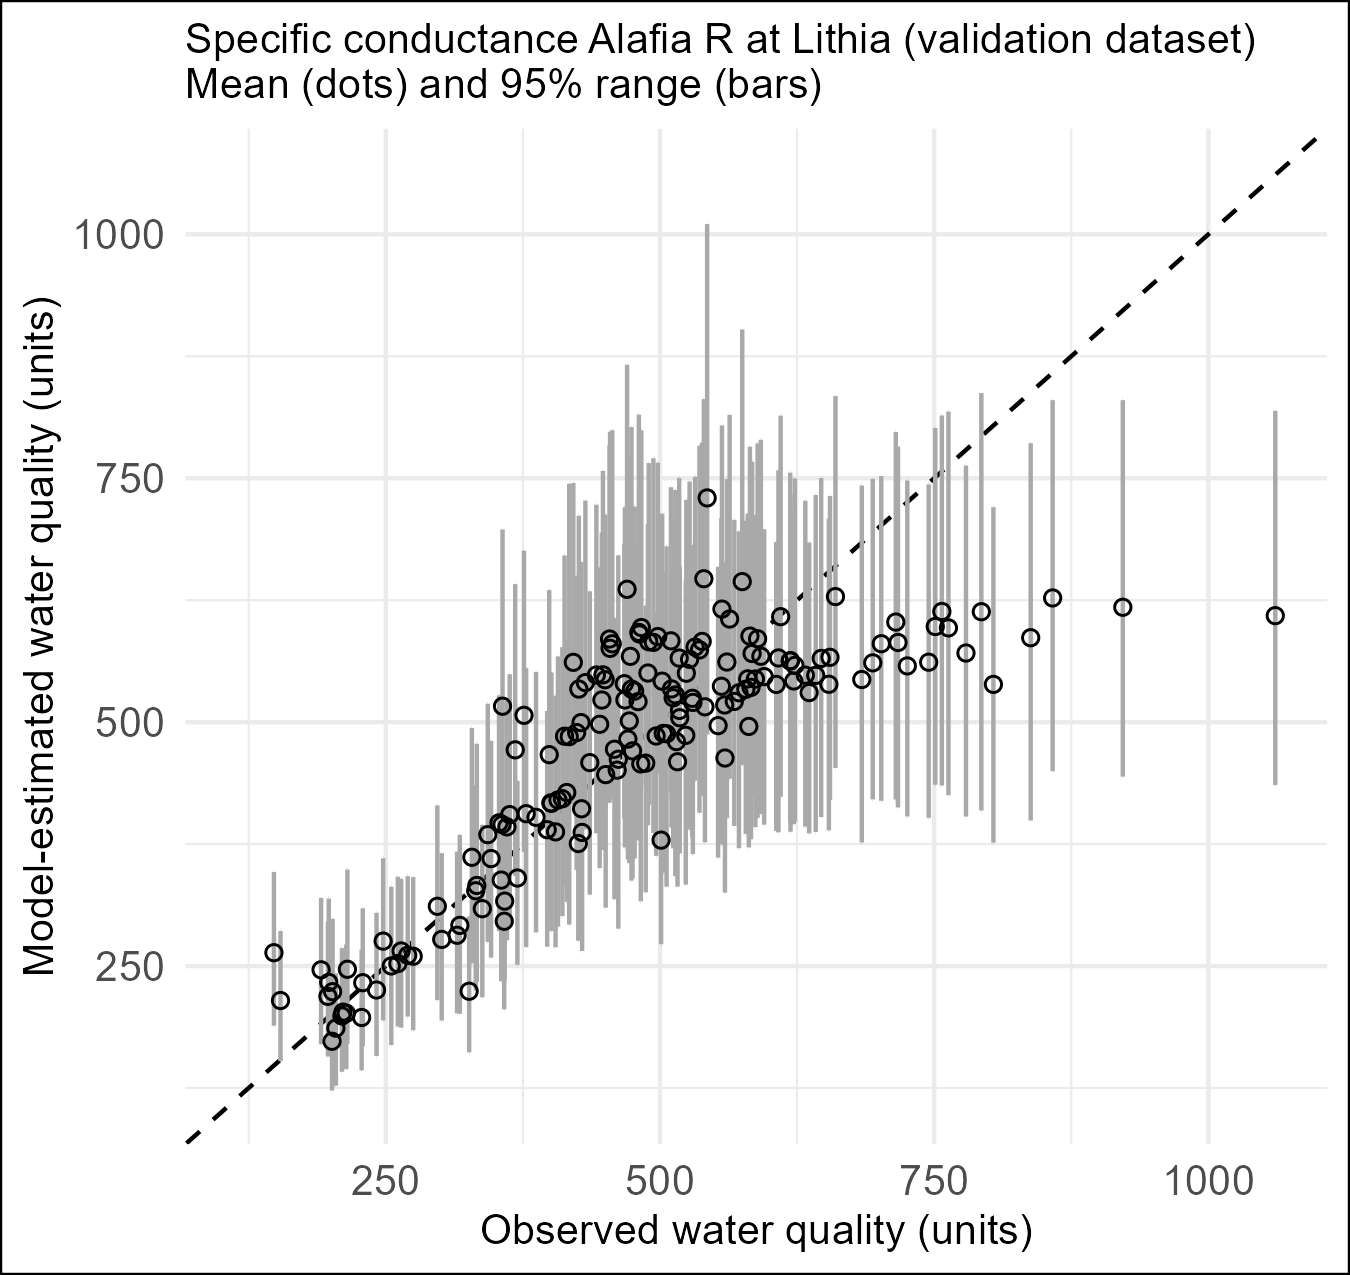 Specific conductance Alafia R at Lithia (validation dataset)
Mean (dots) and 95% range (bars)
Model-estimated water quality (units)
1000
750
500
250
250
500
750
1000
Observed water quality (units)